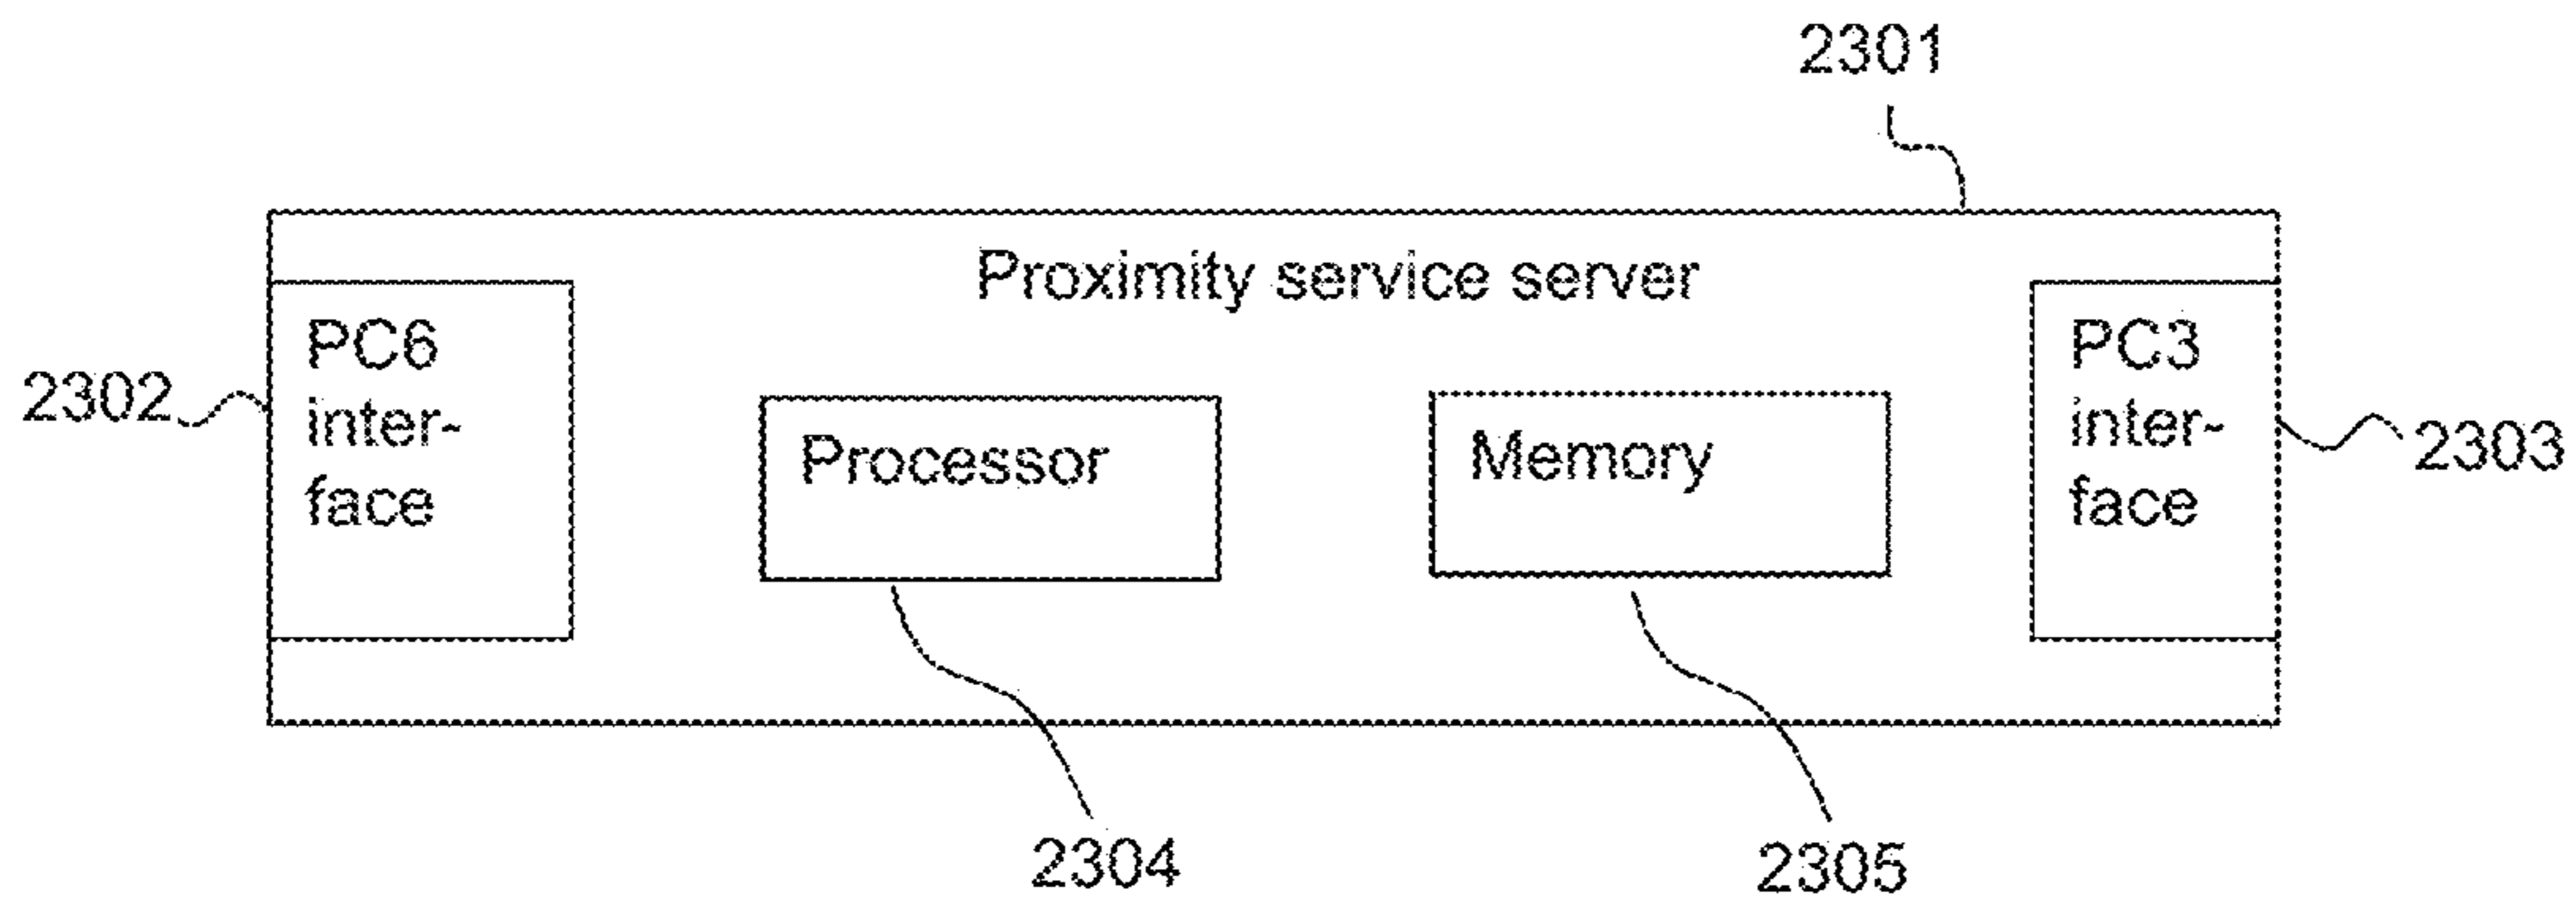 2301
Proximity service server
PC6
inter-
face
2302
Processor
Memory
PC3
inter-
face
2303
2304
2305